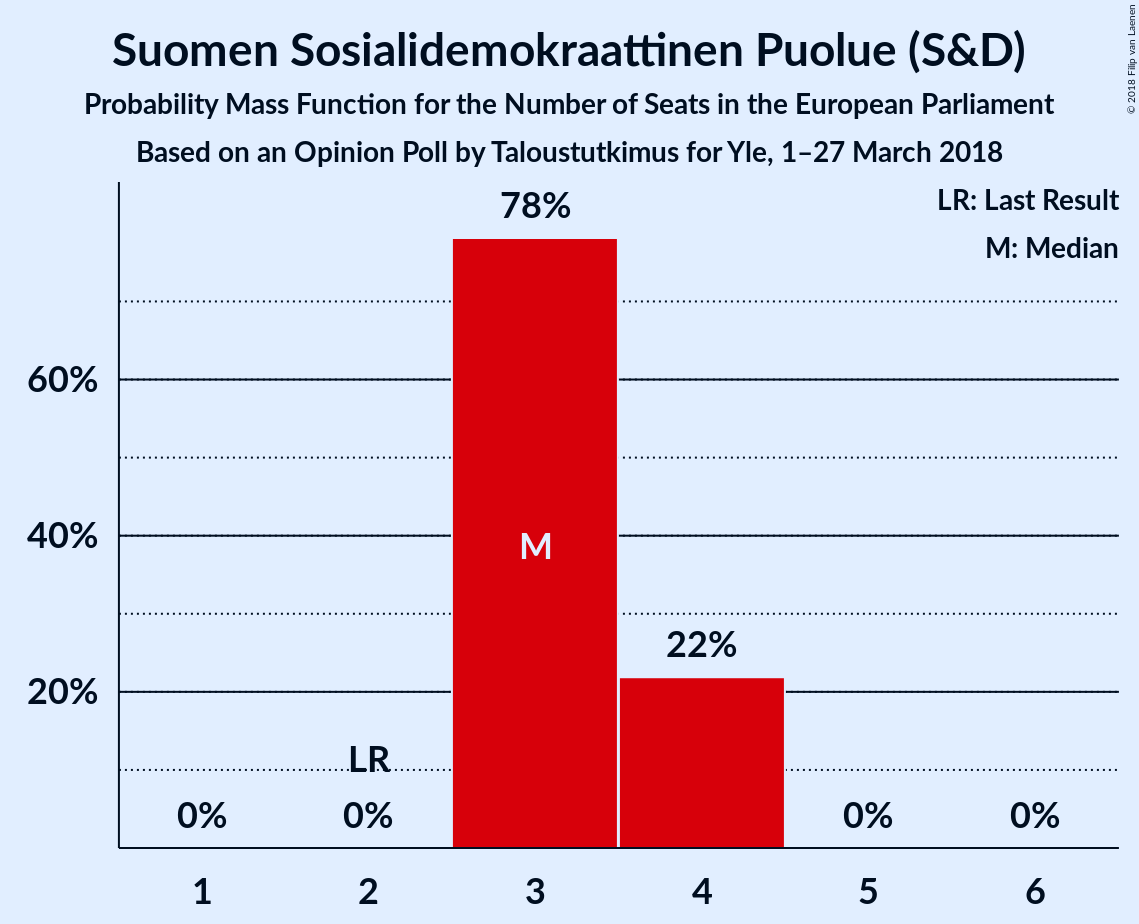 Suomen Sosialidemokraattinen Puolue (S&D)
Probability Mass Function for the Number of Seats in the European Parliament
Based on an Opinion Poll by Taloustutkimus for Yle, 1–27 March 2018
© 2018 Filip van Laenen
LR: Last Result
M: Median
78%
60%
40%
M
22%
20%
LR
0% 0% 0% 0%
1 2 3 4 5 6